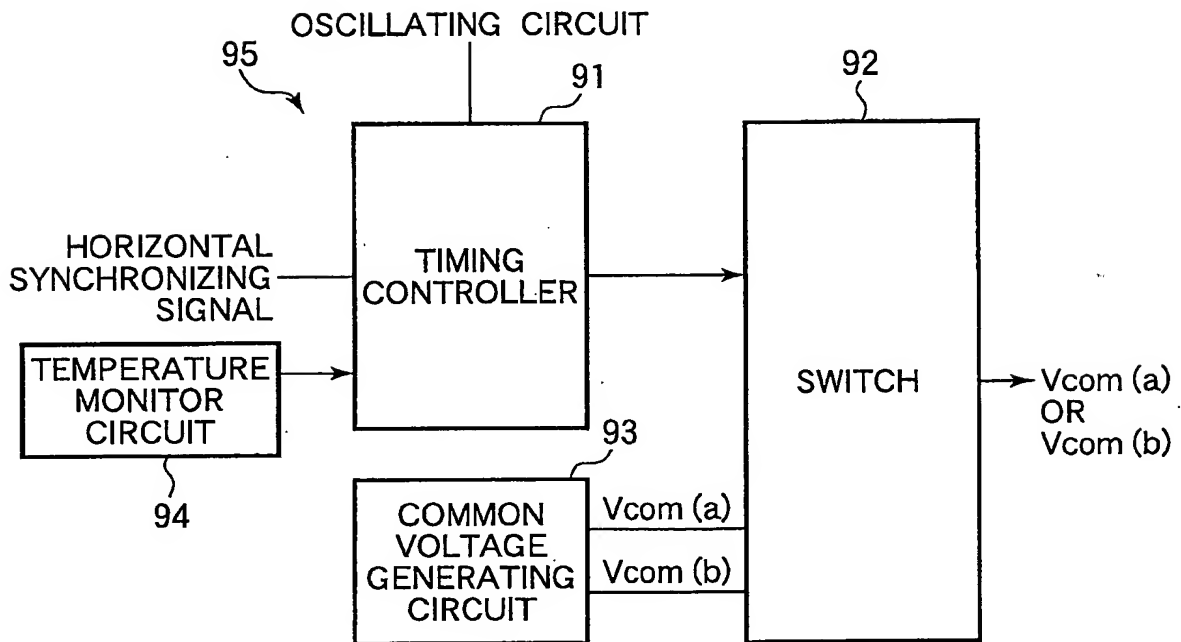 OSCILLATING CIRCUIT
95
91
92
HORIZONTAL
SYNCHRONIZING
SIGNAL
TIMING
CONTROLLER
TEMPERATURE
MONITOR
CIRCUIT
94
SWITCH
Vcom (a)
OR
Vcom (b)
93
COMMON
VOLTAGE
GENERATING
CIRCUIT
Vcom (a)
Vcom (b)